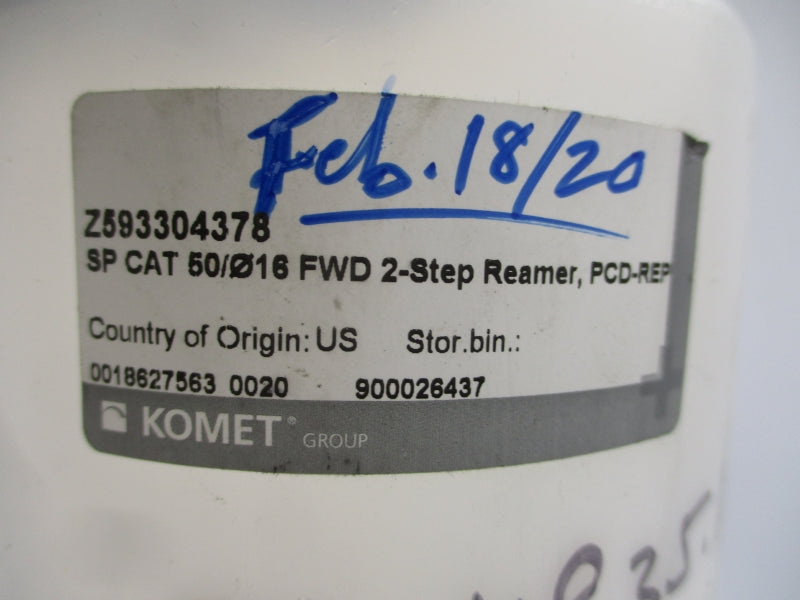 Feb. 18/20
Z593304378
SP CAT 50/Ø16 FWD 2-Step Reamer, PCD-REP
Country of Origin: US Stor.bin.:
0018627563 0020 900026437
KOMET® GROUP